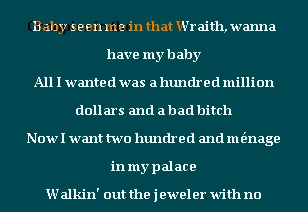 Baby seen me in that Wraith, wanna
have my baby
All I wanted was a hundred million
dollars and a bad bitch
Now I want two hundred and ménage
in my palace
Walkin' out the jeweler with no